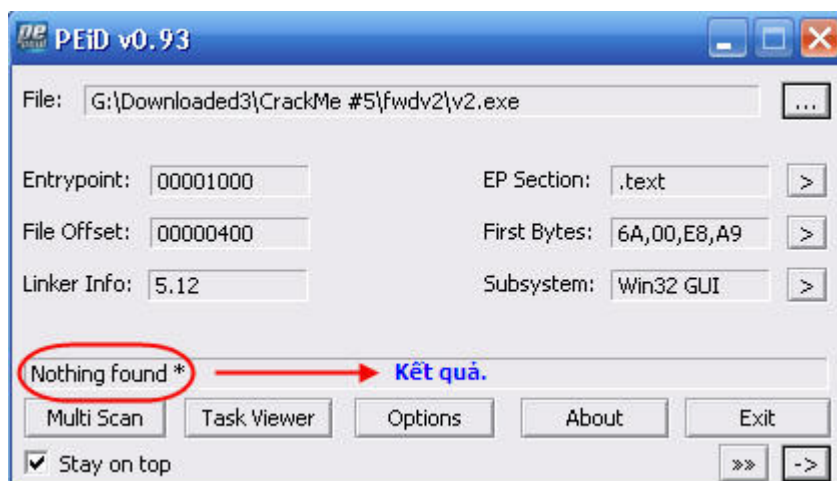 PEiD v0.93
File: G:\Downloaded3\CrackMe #5\fwdv2\v2.exe ...
Entrypoint: 00001000 EP Section: .text >
File Offset: 00000400 First Bytes: 6A,00,E8,A9 >
Linker Info: 5.12 Subsystem: Win32 GUI >
Nothing found * Kết quả.
Multi Scan Task Viewer Options About Exit
Stay on top »» ->